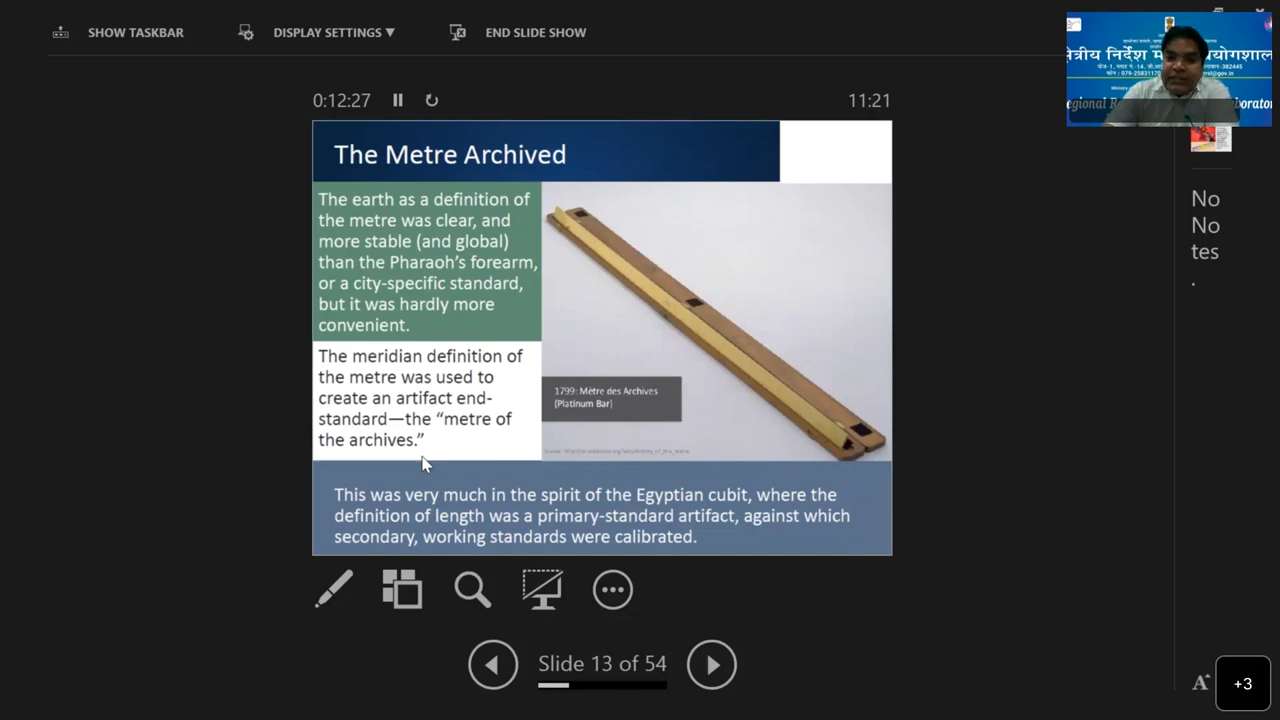 SHOW TASKBAR
DISPLAY SETTINGS ▼
END SLIDE SHOW
0:12:27
11:21
The Metre Archived
The earth as a definition of
the metre was clear, and
more stable (and global)
than the Pharaoh's forearm,
or a city-specific standard,
but it was hardly more
convenient.
The meridian definition of
the metre was used to
create an artifact end-
standard—the “metre of
the archives.”
1799: Mètre des Archives
(Platinum Bar)
This was very much in the spirit of the Egyptian cubit, where the
definition of length was a primary-standard artifact, against which
secondary, working standards were calibrated.
Slide 13 of 54
No
No
tes
.
A
+3
382445
079-2583117
gov.in